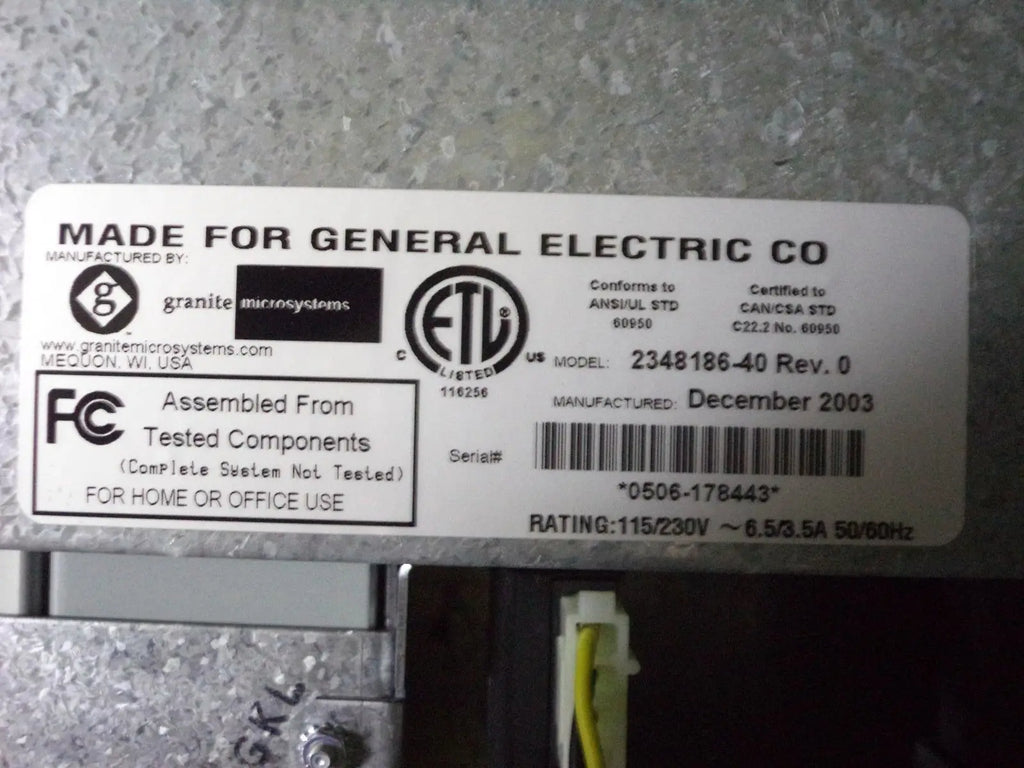 MADE FOR GENERAL ELECTRIC CO
MANUFACTURED BY:
g
granite microsystems
TM
www.granitemicrosystems.com
MEQUON, WI, USA
C ETL ® US
LISTED
116256
Conforms to
ANSI/UL STD
60950
Certified to
CAN/CSA STD
C22.2 No. 60950
MODEL: 2348186-40 Rev. 0
MANUFACTURED: December 2003
Serial#
*0506-178443*
RATING:115/230V ~ 6.5/3.5A 50/60Hz
FC Assembled From
Tested Components
(Complete System Not Tested)
FOR HOME OR OFFICE USE
GKL